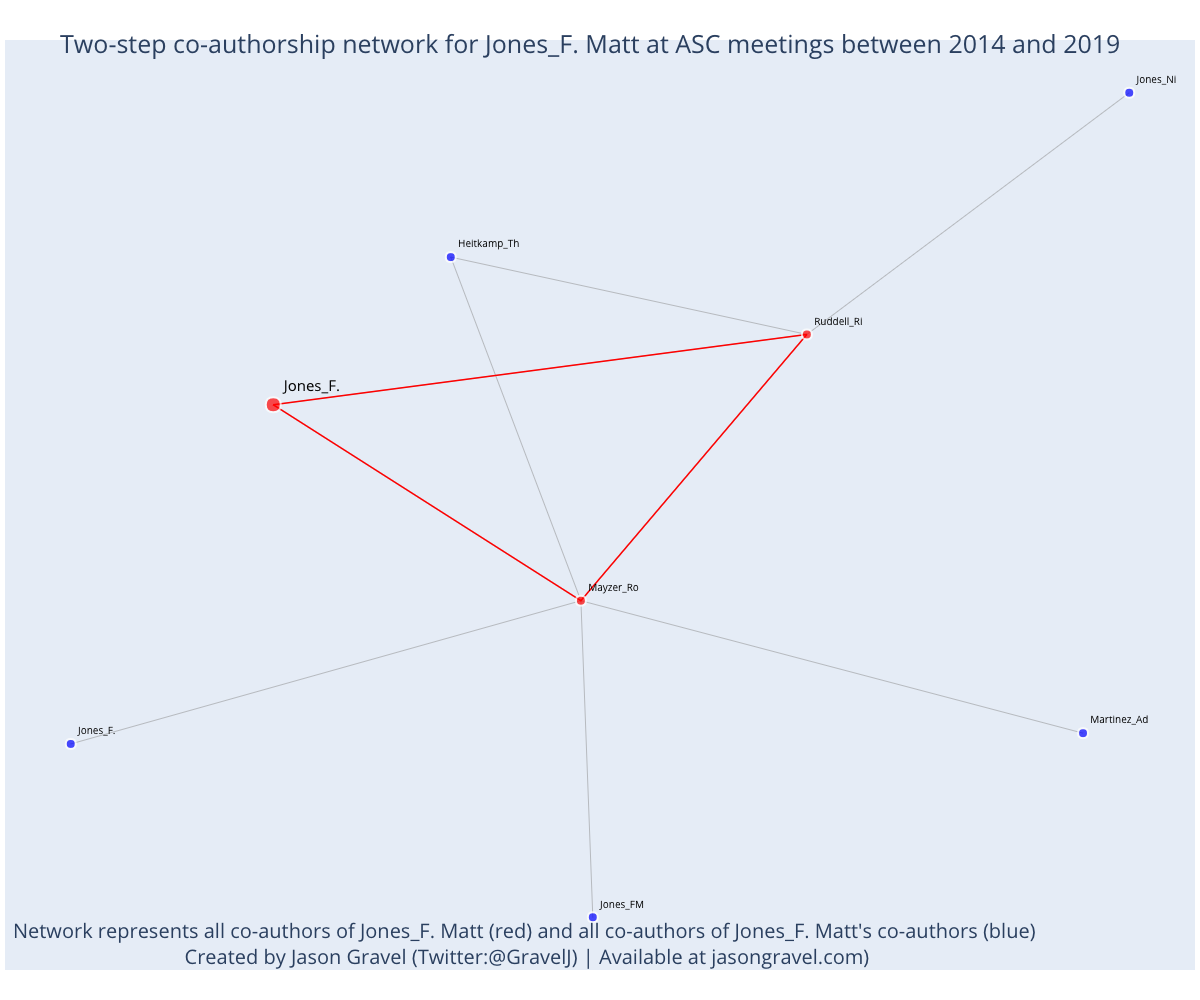 Two-step co-authorship network for Jones_F. Matt at ASC meetings between 2014 and 2019
Jones_Ni
Heitkamp_Th
Ruddell_Ri
Jones_F.
Mayzer_Ro
Martinez_Ad
Jones_F.
Jones_FM
Network represents all co-authors of Jones_F. Matt (red) and all co-authors of Jones_F. Matt's co-authors (blue)
Created by Jason Gravel (Twitter:@GravelJ) | Available at jasongravel.com)